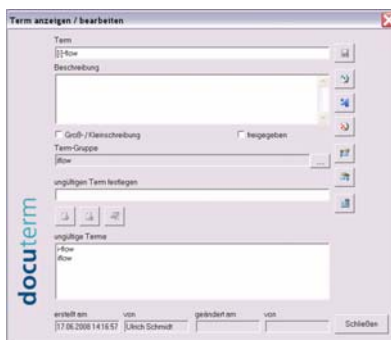 Term anzeigen / bearbeiten
Term
[i]-flow
Beschreibung
Groß-/ Kleinschreibung
freigegeben
Term-Gruppe
iflow
...
ungültigen Term festlegen
ungültige Terme
i-flow
iflow
erstellt am
von
geändert am
von
17.06.2008 14:16:57
Ulrich Schmidt
Schließen
docuterm